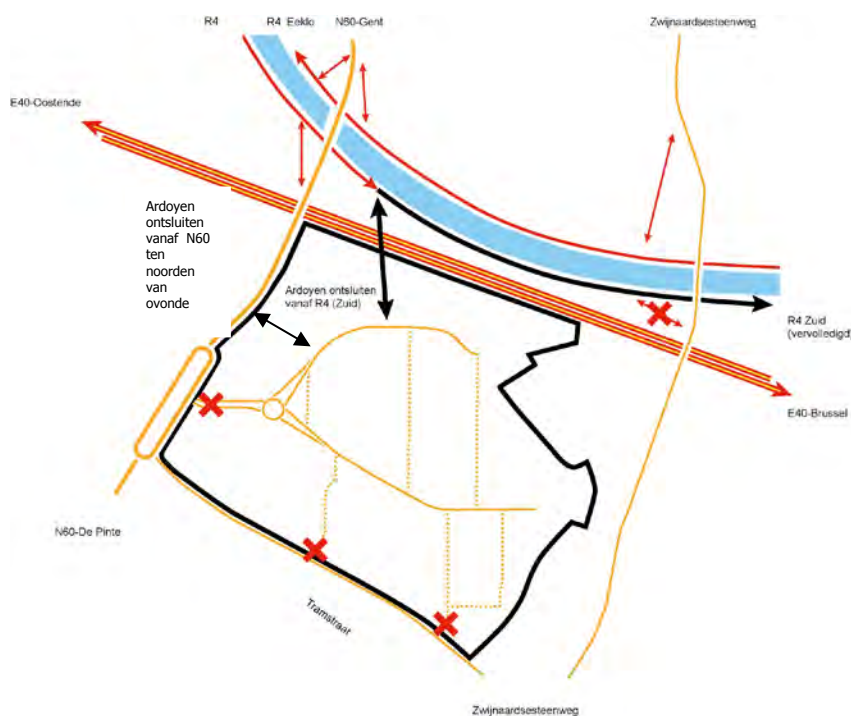 R4
R4 Eeklo
N60-Gent
Zwijnaardsesteenweg
E40-Oostende
Ardoyen
ontsluiten
vanaf N60
ten
noorden
van
ovonde
Ardoyen ontsluiten
vanaf R4 (Zuid)
R4 Zuid
(vervolledigd)
E40-Brussel
N60-De Pinte
Tramstraat
Zwijnaardsesteenweg